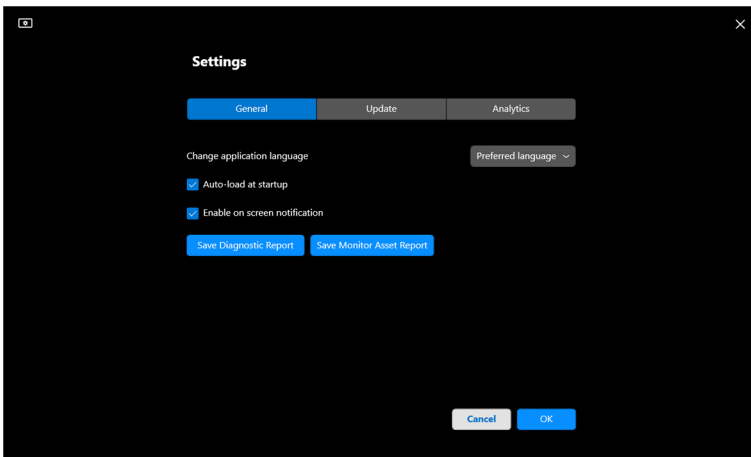 Settings
General Update Analytics
Change application language Preferred language
Auto-load at startup
Enable on screen notification
Save Diagnostic Report Save Monitor Asset Report
Cancel OK